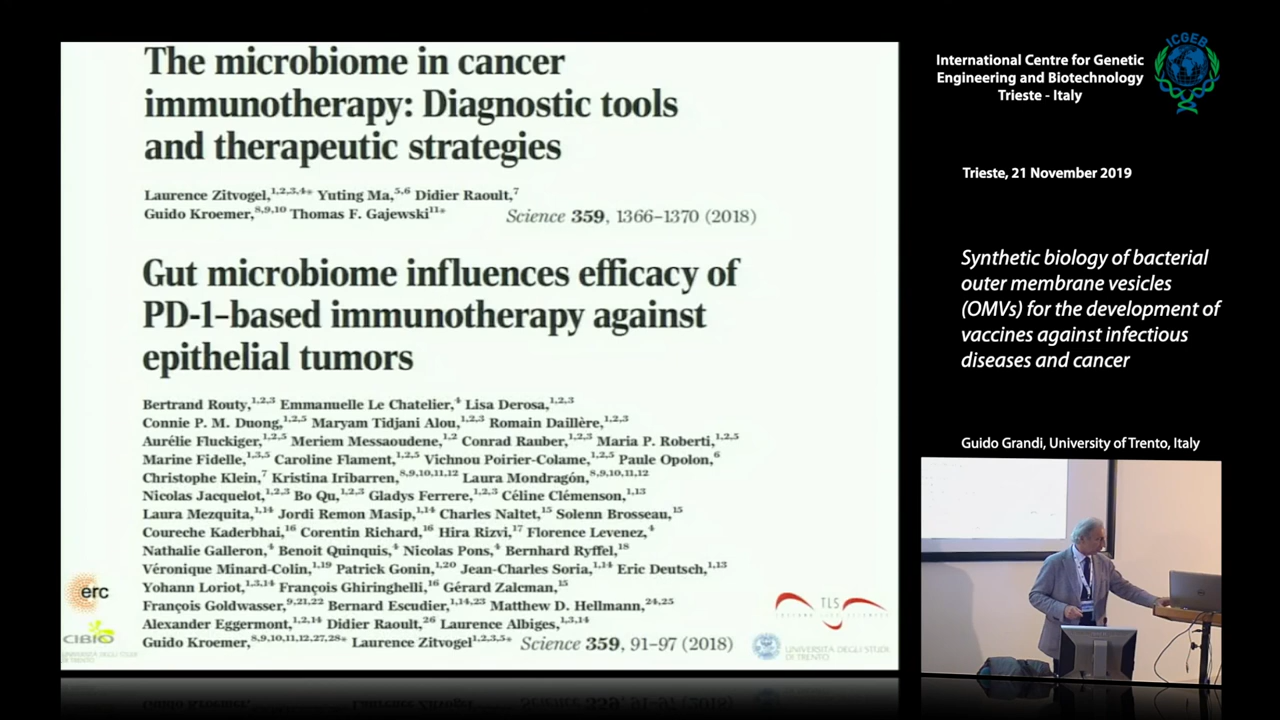 The microbiome in cancer
immunotherapy: Diagnostic tools
and therapeutic strategies
Laurence Zitvogel,1,2,3,4* Yuting Ma,5,6 Didier Raoult,7
Guido Kroemer,8,9,10 Thomas F. Gajewski11*
Science 359, 1366–1370 (2018)
Gut microbiome influences efficacy of
PD-1–based immunotherapy against
epithelial tumors
Bertrand Routy,1,2,3 Emmanuelle Le Chatelier,4 Lisa Derosa,1,2,3
Connie P. M. Duong,1,2,5 Maryam Tidjani Alou,1,2,3 Romain Daillère,1,2,3
Aurélie Fluckiger,1,2,5 Meriem Messaoudene,1,2 Conrad Rauber,1,2,3 Maria P. Roberti,1,2,5
Marine Fidelle,1,3,5 Caroline Flament,1,2,5 Vichnou Poirier-Colame,1,2,5 Paule Opolon,6
Christophe Klein,7 Kristina Iribarren,8,9,10,11,12 Laura Mondragón,8,9,10,11,12
Nicolas Jacquelot,1,2,3 Bo Qu,1,2,3 Gladys Ferrere,1,2,3 Céline Clémenson,1,13
Laura Mezquita,1,14 Jordi Remon Masip,1,14 Charles Naltet,15 Solenn Brosseau,15
Coureche Kaderbhai,16 Corentin Richard,16 Hira Rizvi,17 Florence Levenez,4
Nathalie Galleron,4 Benoit Quinquis,4 Nicolas Pons,4 Bernhard Ryffel,18
Véronique Minard-Colin,1,19 Patrick Gonin,1,20 Jean-Charles Soria,1,14 Eric Deutsch,1,13
Yohann Loriot,1,3,14 François Ghiringhelli,16 Gérard Zalcman,15
François Goldwasser,9,21,22 Bernard Escudier,1,14,23 Matthew D. Hellmann,24,25
Alexander Eggermont,1,2,14 Didier Raoult,26 Laurence Albiges,1,3,14
Guido Kroemer,8,9,10,11,12,27,28* Laurence Zitvogel1,2,3,5*
Science 359, 91–97 (2018)
erc
CIBIO
TLS
UNIVERSITÀ DEGLI STUDI
DI TRENTO
International Centre for Genetic
Engineering and Biotechnology
Trieste - Italy
ICGEB
Trieste, 21 November 2019
Synthetic biology of bacterial
outer membrane vesicles
(OMVs) for the development of
vaccines against infectious
diseases and cancer
Guido Grandi, University of Trento, Italy